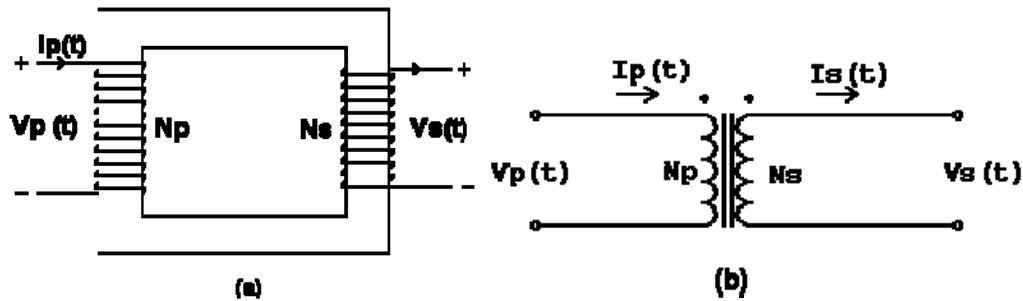 Ip(t)
+
+
Vp (t)
Np
Ns
Vs(t)
–
–
(a)
Ip(t)
Is(t)
Vp(t)
Np
Ns
Vs(t)
(b)